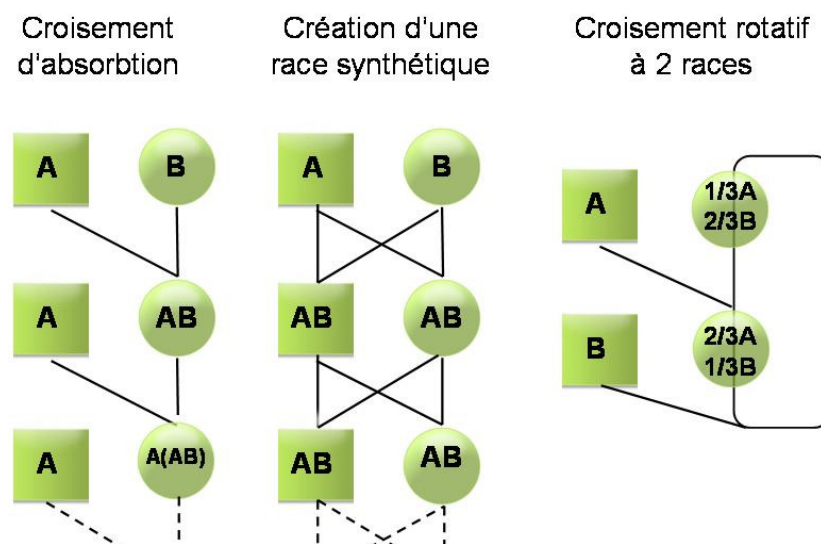 Croisement
d'absorbtion
A
B
A
AB
A
A(AB)
Création d'une
race synthétique
A
B
AB
AB
AB
AB
Croisement rotatif
à 2 races
A
1/3A
2/3B
B
2/3A
1/3B